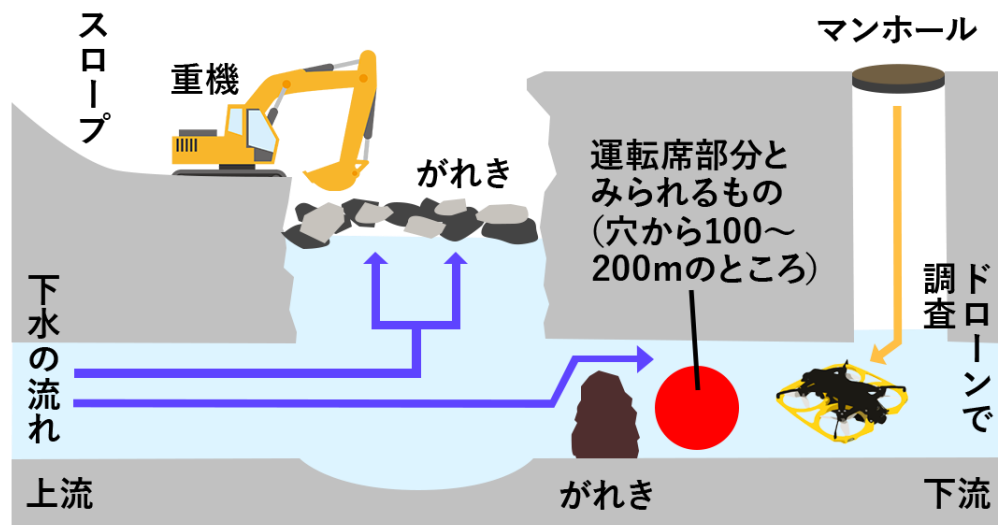 スロープ
重機
がれき
マンホール
運転席部分と
みられるもの
(穴から100〜
200mのところ)
下水の流れ
ドローンで
調査
がれき
上流
下流